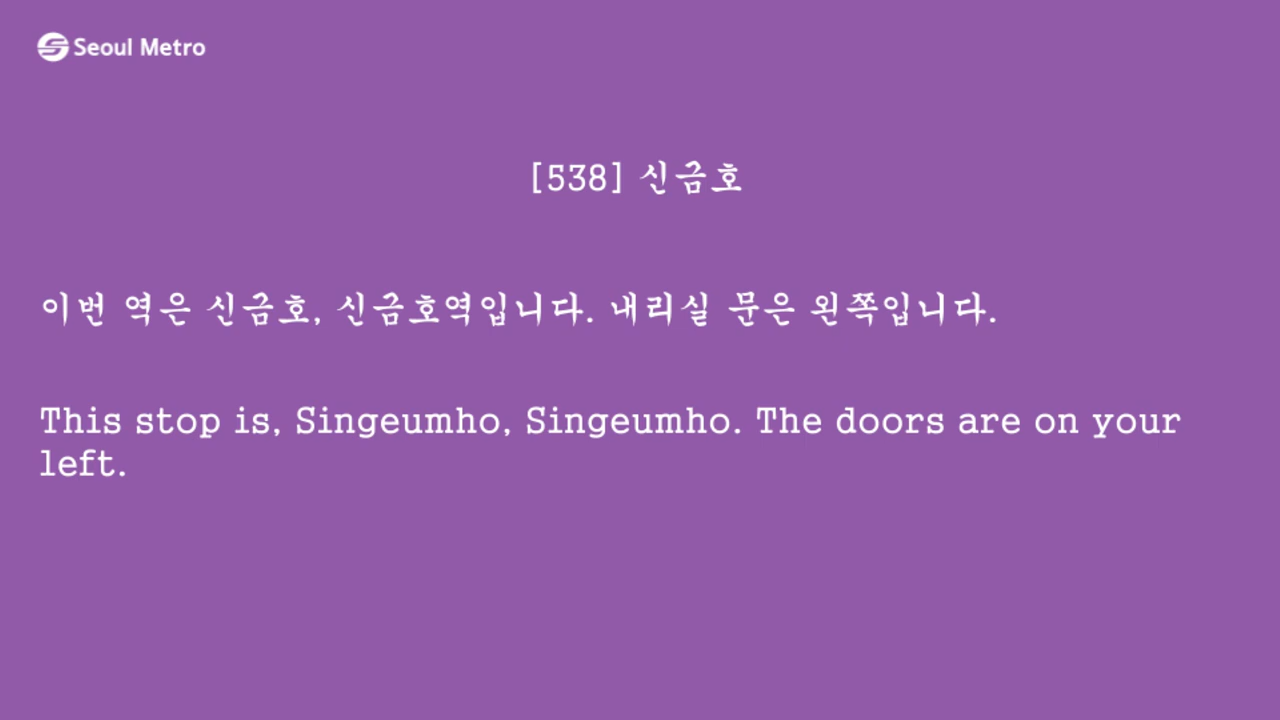 Seoul Metro
[538] 신금호
이번 역은 신금호, 신금호역입니다. 내리실 문은 왼쪽입니다.
This stop is, Singeumho, Singeumho. The doors are on your
left.